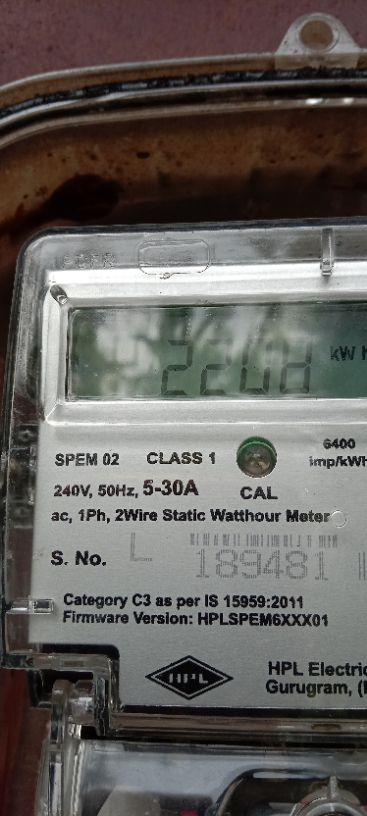 kW
SPEM 02 CLASS 1
6400
imp/kWh
240V, 50Hz, 5-30A CAL
ac, 1Ph, 2Wire Static Watthour Meter
S. No. L 189481
Category C3 as per IS 15959:2011
Firmware Version: HPLSPEM6XXX01
HPL
HPL Electric
Gurugram, (